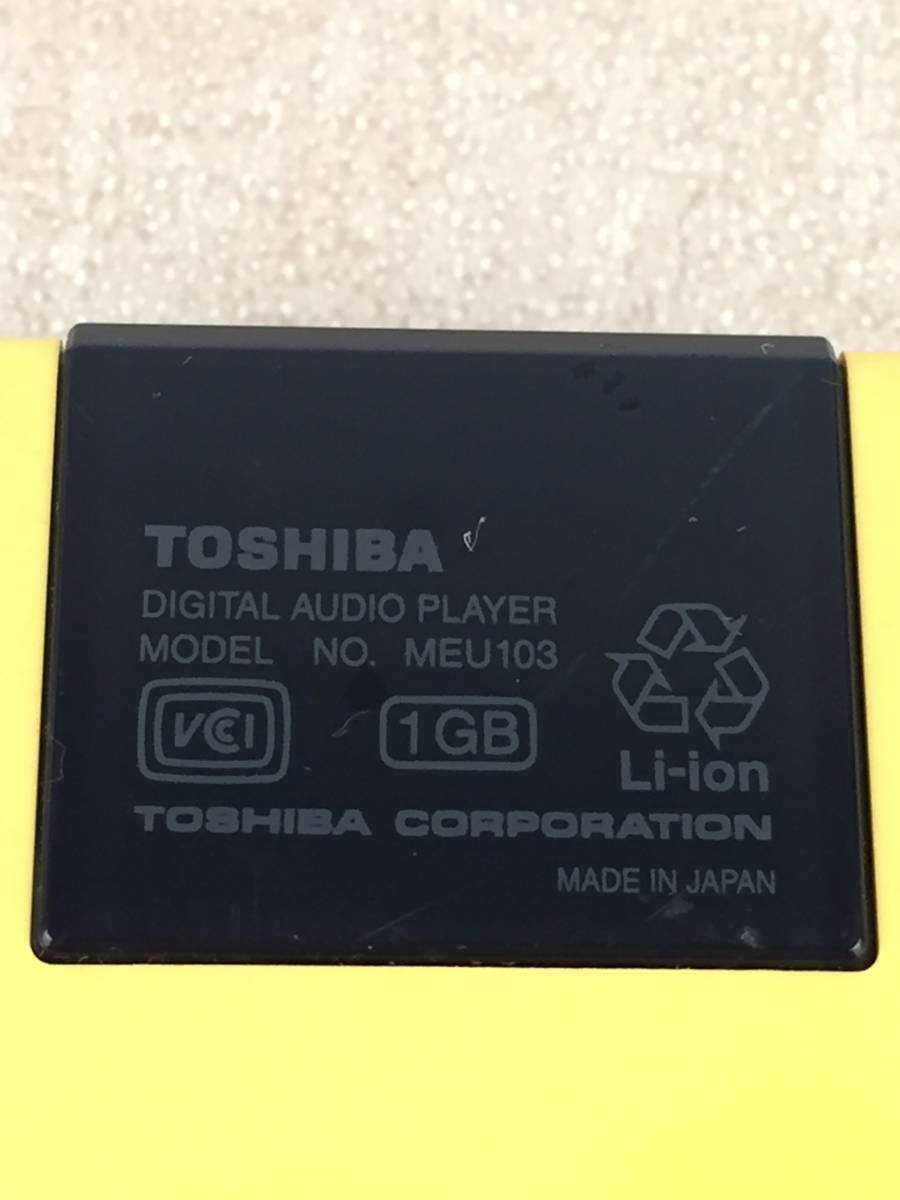 TOSHIBA
DIGITAL AUDIO PLAYER
MODEL NO. MEU103
VCCI 1GB
Li-ion
TOSHIBA CORPORATION
MADE IN JAPAN